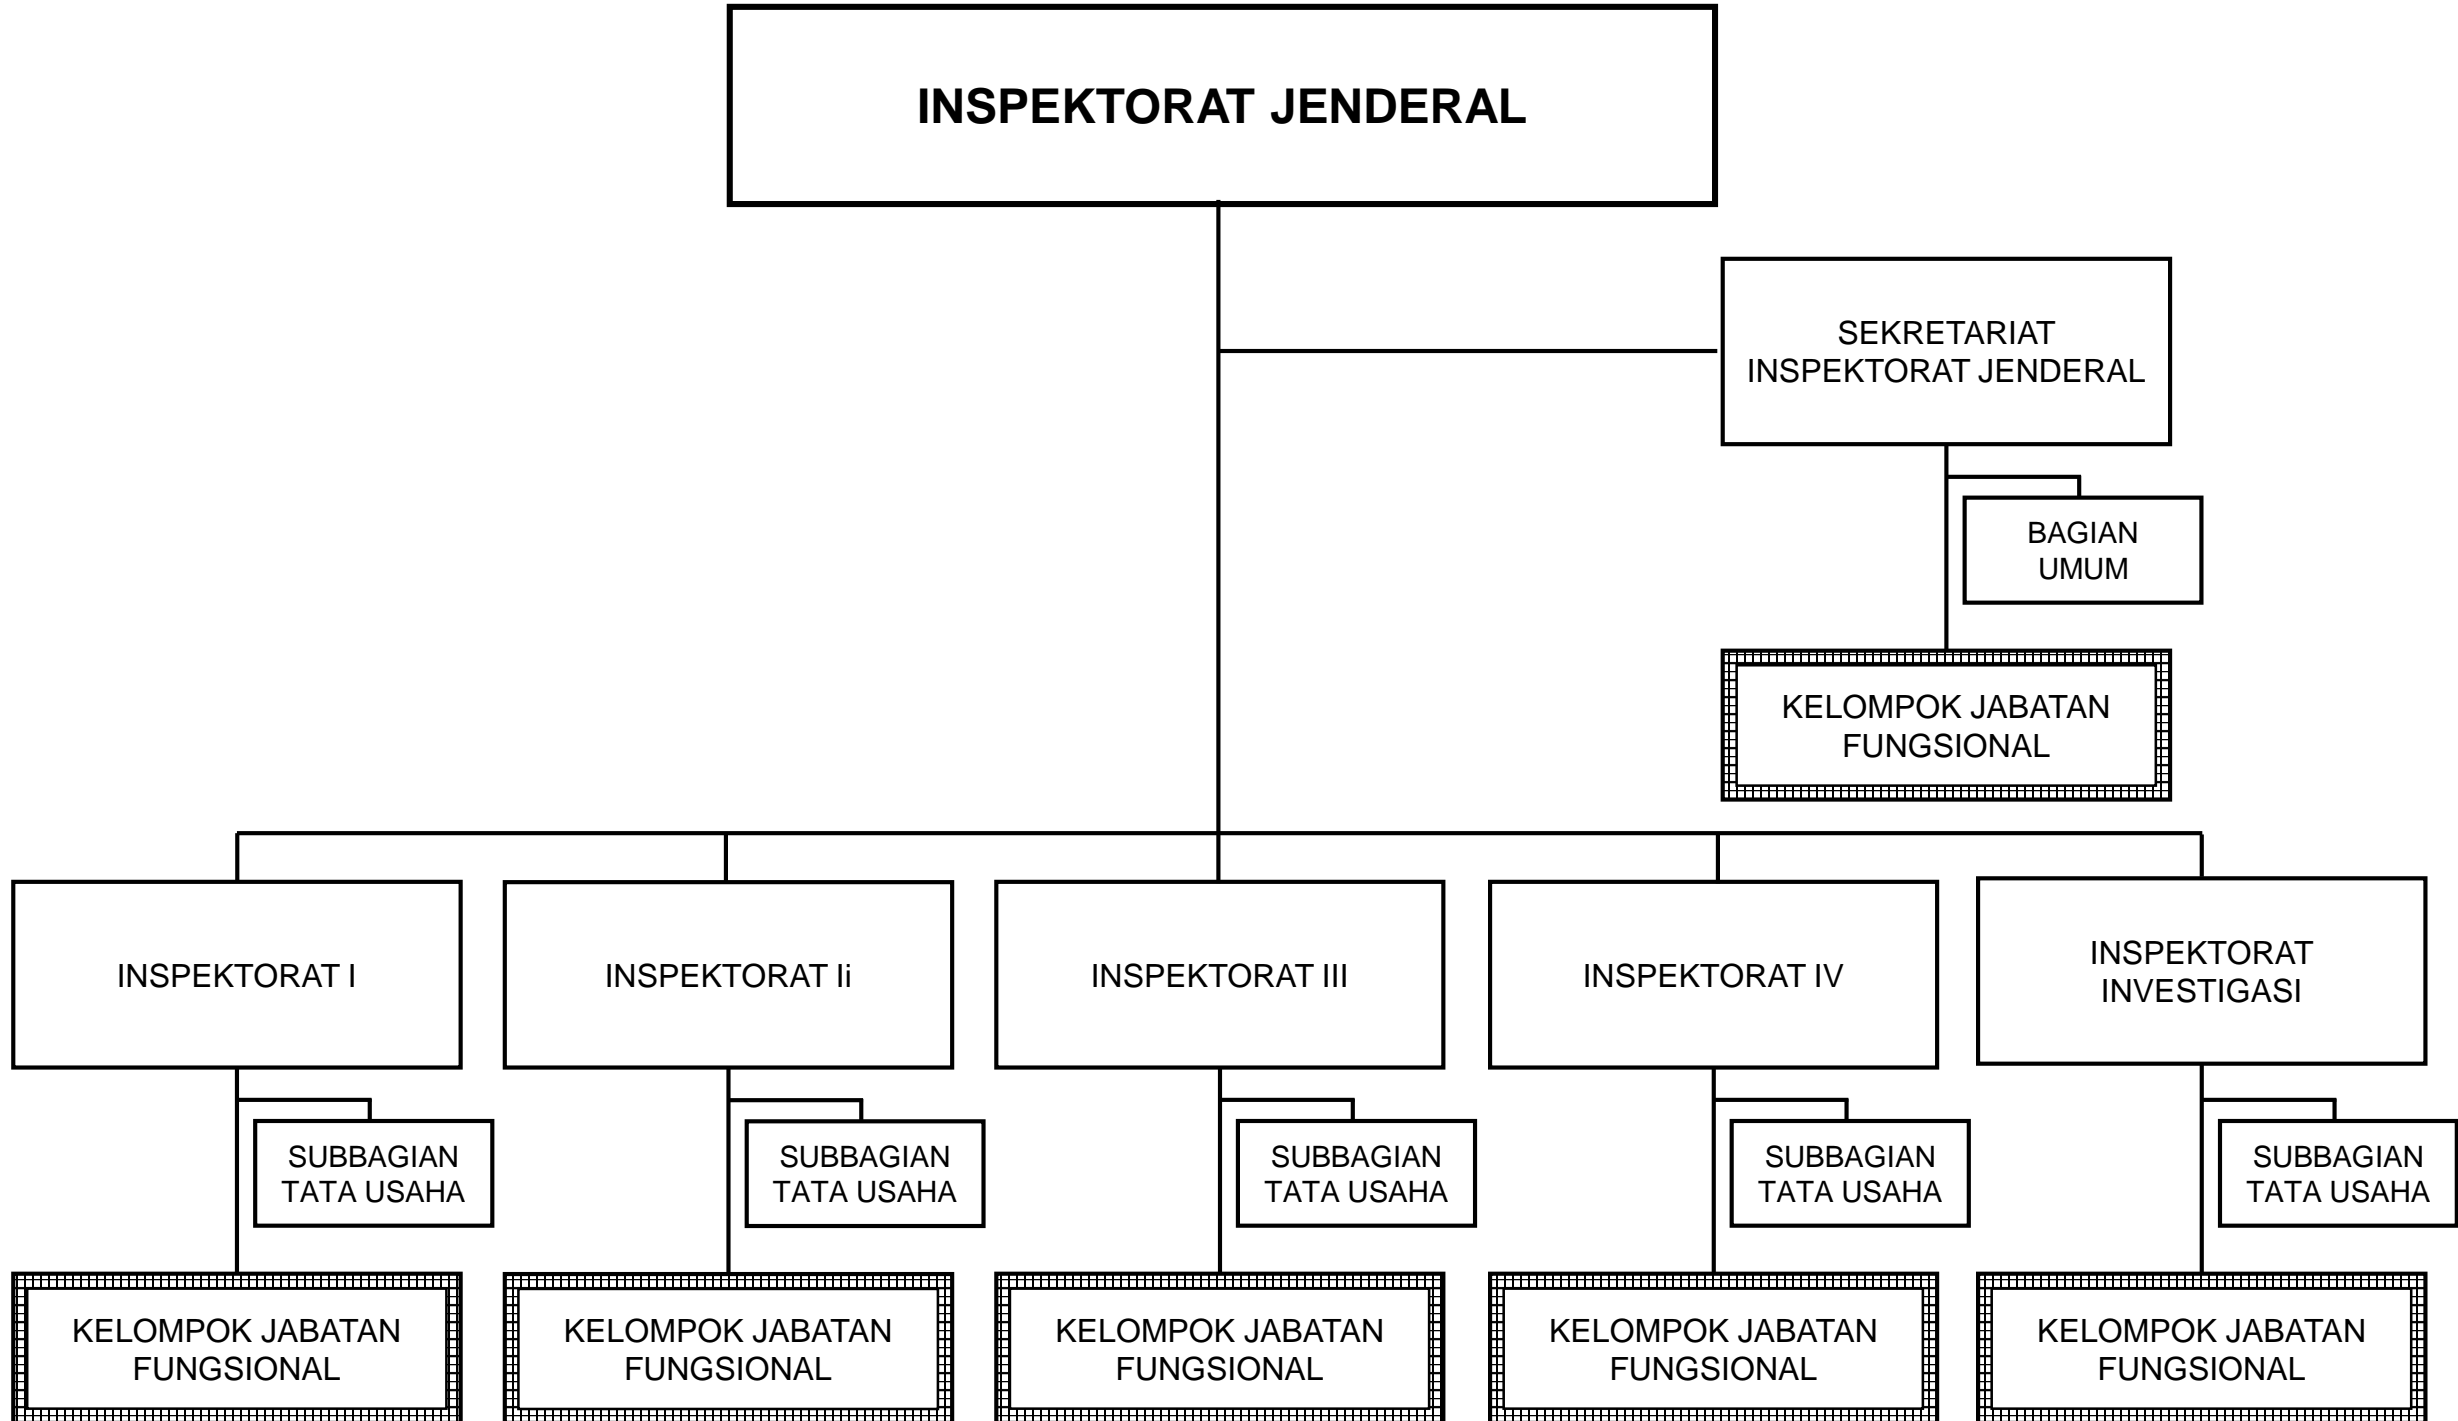 INSPEKTORAT JENDERAL
SEKRETARIAT
INSPEKTORAT JENDERAL
BAGIAN
UMUM
KELOMPOK JABATAN
FUNGSIONAL
INSPEKTORAT I
INSPEKTORAT Ii
INSPEKTORAT III
INSPEKTORAT IV
INSPEKTORAT
INVESTIGASI
SUBBAGIAN
TATA USAHA
SUBBAGIAN
TATA USAHA
SUBBAGIAN
TATA USAHA
SUBBAGIAN
TATA USAHA
SUBBAGIAN
TATA USAHA
KELOMPOK JABATAN
FUNGSIONAL
KELOMPOK JABATAN
FUNGSIONAL
KELOMPOK JABATAN
FUNGSIONAL
KELOMPOK JABATAN
FUNGSIONAL
KELOMPOK JABATAN
FUNGSIONAL